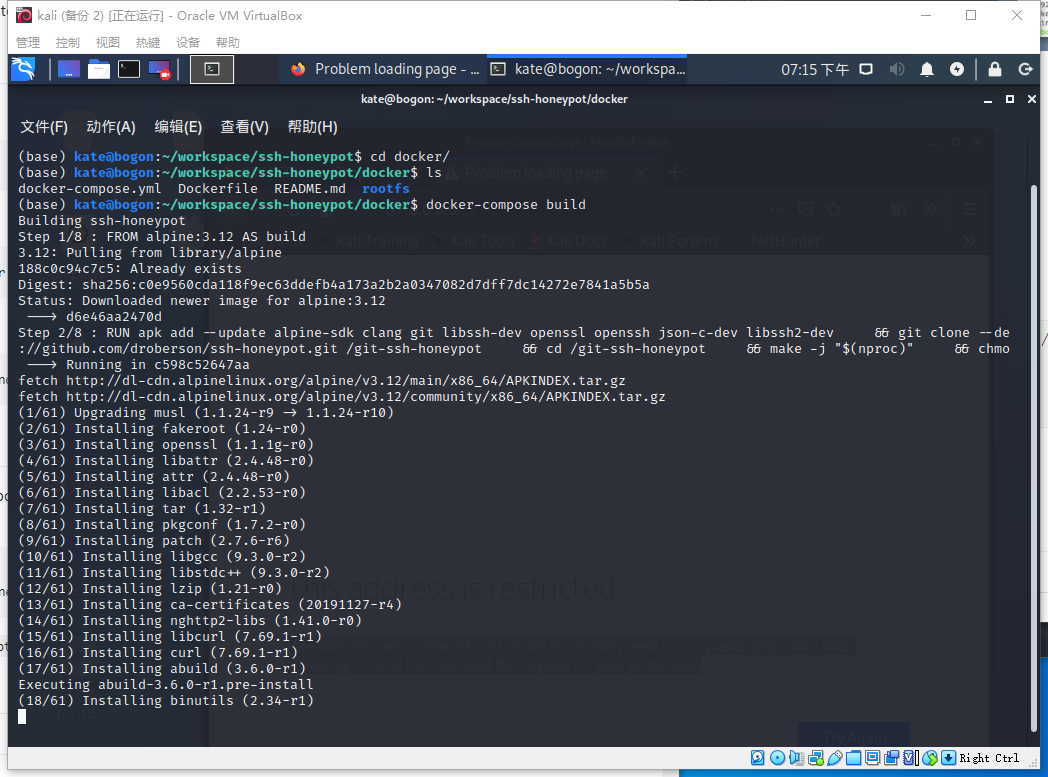 kali (备份 2) [正在运行] - Oracle VM VirtualBox
管理 控制 视图 热键 设备 帮助
Problem loading page - ... kate@bogon: ~/workspa... 07:15 下午
kate@bogon: ~/workspace/ssh-honeypot/docker
文件(F) 动作(A) 编辑(E) 查看(V) 帮助(H)
(base) kate@bogon:~/workspace/ssh-honeypot$ cd docker/
(base) kate@bogon:~/workspace/ssh-honeypot/docker$ ls
docker-compose.yml Dockerfile README.md rootfs
(base) kate@bogon:~/workspace/ssh-honeypot/docker$ docker-compose build
Building ssh-honeypot
Step 1/8 : FROM alpine:3.12 AS build
3.12: Pulling from library/alpine
188c0c94c7c5: Already exists
Digest: sha256:c0e9560cda118f9ec63ddefb4a173a2b2a0347082d7dff7dc14272e7841a5b5a
Status: Downloaded newer image for alpine:3.12
---> d6e46aa2470d
Step 2/8 : RUN apk add --update alpine-sdk clang git libssh-dev openssl openssh json-c-dev libssh2-dev && git clone --de
://github.com/droberson/ssh-honeypot.git /git-ssh-honeypot && cd /git-ssh-honeypot && make -j "$(nproc)" && chmo
---> Running in c598c52647aa
fetch http://dl-cdn.alpinelinux.org/alpine/v3.12/main/x86_64/APKINDEX.tar.gz
fetch http://dl-cdn.alpinelinux.org/alpine/v3.12/community/x86_64/APKINDEX.tar.gz
(1/61) Upgrading musl (1.1.24-r9 -> 1.1.24-r10)
(2/61) Installing fakeroot (1.24-r0)
(3/61) Installing openssl (1.1.1g-r0)
(4/61) Installing libattr (2.4.48-r0)
(5/61) Installing attr (2.4.48-r0)
(6/61) Installing libacl (2.2.53-r0)
(7/61) Installing tar (1.32-r1)
(8/61) Installing pkgconf (1.7.2-r0)
(9/61) Installing patch (2.7.6-r6)
(10/61) Installing libgcc (9.3.0-r2)
(11/61) Installing libstdc++ (9.3.0-r2)
(12/61) Installing lzip (1.21-r0)
(13/61) Installing ca-certificates (20191127-r4)
(14/61) Installing nghttp2-libs (1.41.0-r0)
(15/61) Installing libcurl (7.69.1-r1)
(16/61) Installing curl (7.69.1-r1)
(17/61) Installing abuild (3.6.0-r1)
Executing abuild-3.6.0-r1.pre-install
(18/61) Installing binutils (2.34-r1)
Problem loading page
Kali Training Kali Tools Kali Docs Kali Forums NetHunter
address is restricted
Try Again
Right Ctrl